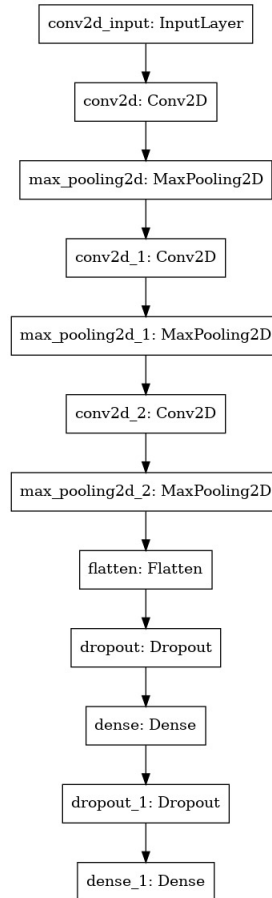 conv2d_input: InputLayer
conv2d: Conv2D
max_pooling2d: MaxPooling2D
conv2d_1: Conv2D
max_pooling2d_1: MaxPooling2D
conv2d_2: Conv2D
max_pooling2d_2: MaxPooling2D
flatten: Flatten
dropout: Dropout
dense: Dense
dropout_1: Dropout
dense_1: Dense